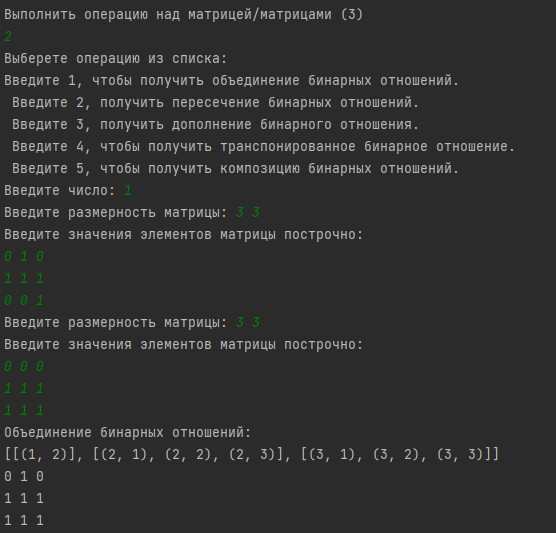 Выполнить операцию над матрицей/матрицами (3)
2
Выберете операцию из списка:
Введите 1, чтобы получить объединение бинарных отношений.
Введите 2, получить пересечение бинарных отношений.
Введите 3, получить дополнение бинарного отношения.
Введите 4, чтобы получить транспонированное бинарное отношение.
Введите 5, чтобы получить композицию бинарных отношений.
Введите число: 1
Введите размерность матрицы: 3 3
Введите значения элементов матрицы построчно:
0 1 0
1 1 1
0 0 1
Введите размерность матрицы: 3 3
Введите значения элементов матрицы построчно:
0 0 0
1 1 1
1 1 1
Объединение бинарных отношений:
[[(1, 2)], [(2, 1), (2, 2), (2, 3)], [(3, 1), (3, 2), (3, 3)]]
0 1 0
1 1 1
1 1 1